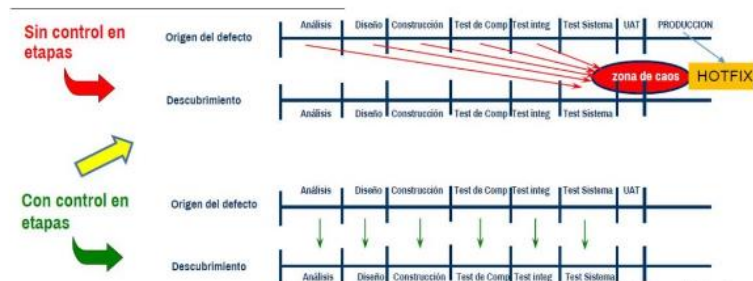 Sin control en
etapas
Origen del defecto
Análisis Diseño Construcción Test de Comp Test integ Test Sistema UAT PRODUCCION
zona de caos
HOTFIX
Descubrimiento
Análisis Diseño Construcción Test de Comp Test integ Test Sistema
Con control en
etapas
Origen del defecto
Análisis Diseño Construcción Test de Comp Test integ Test Sistema UAT
Descubrimiento
Análisis Diseño Construcción Test de Comp Test integ Test Sistema